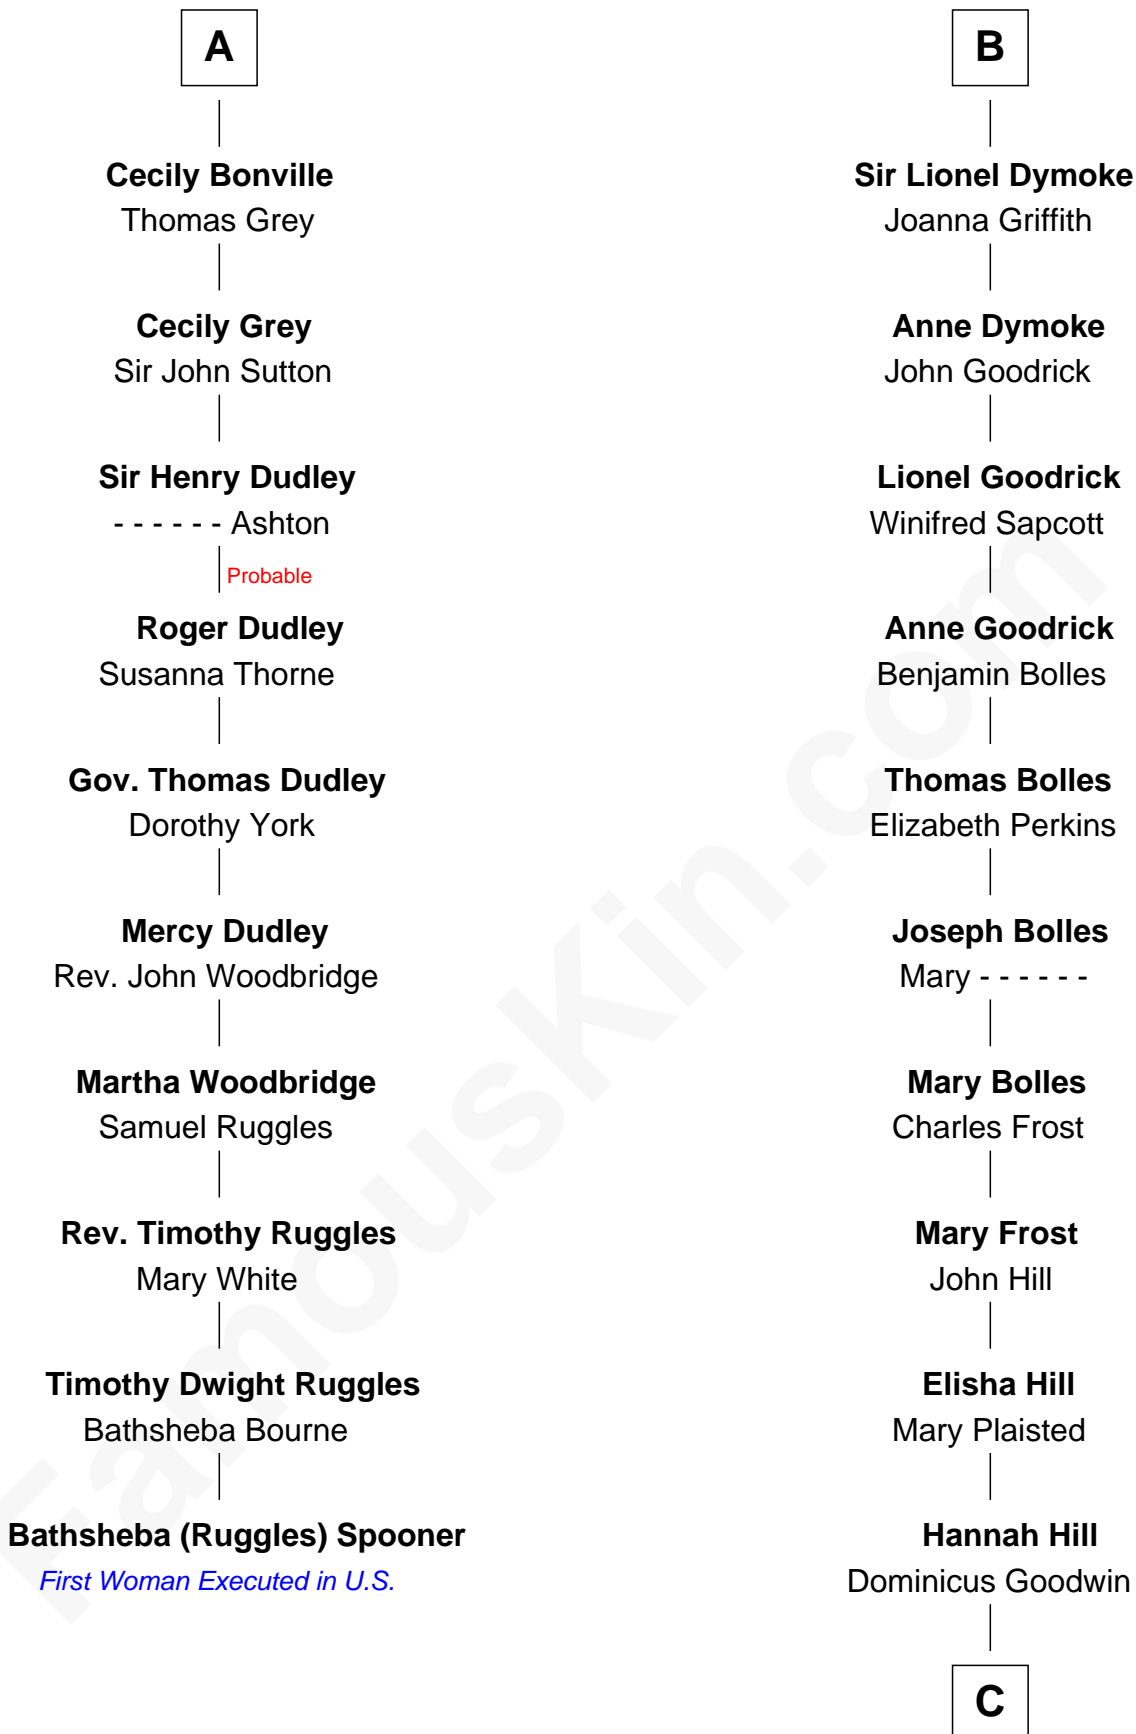 A
Cecily Bonville
Thomas Grey
Cecily Grey
Sir John Sutton
Sir Henry Dudley
- - - - - - Ashton
Probable
Roger Dudley
Susanna Thorne
Gov. Thomas Dudley
Dorothy York
Mercy Dudley
Rev. John Woodbridge
Martha Woodbridge
Samuel Ruggles
Rev. Timothy Ruggles
Mary White
Timothy Dwight Ruggles
Bathsheba Bourne
Bathsheba (Ruggles) Spooner
First Woman Executed in U.S.
B
Sir Lionel Dymoke
Joanna Griffith
Anne Dymoke
John Goodrick
Lionel Goodrick
Winifred Sapcott
Anne Goodrick
Benjamin Bolles
Thomas Bolles
Elizabeth Perkins
Joseph Bolles
Mary - - - - - -
Mary Bolles
Charles Frost
Mary Frost
John Hill
Elisha Hill
Mary Plaisted
Hannah Hill
Dominicus Goodwin
C
FamousKin.com